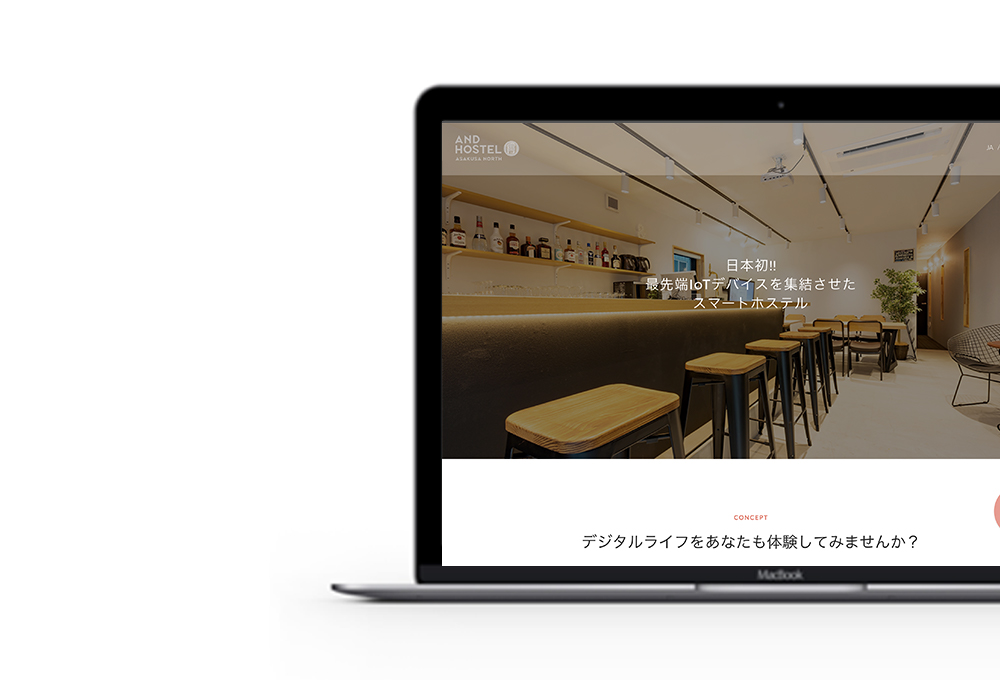 AND
HOSTEL
ASAKUSA NORTH
JA /
日本初!!
最先端IoTデバイスを集結させた
スマートホステル
CONCEPT
デジタルライフをあなたも体験してみませんか？
MacBook